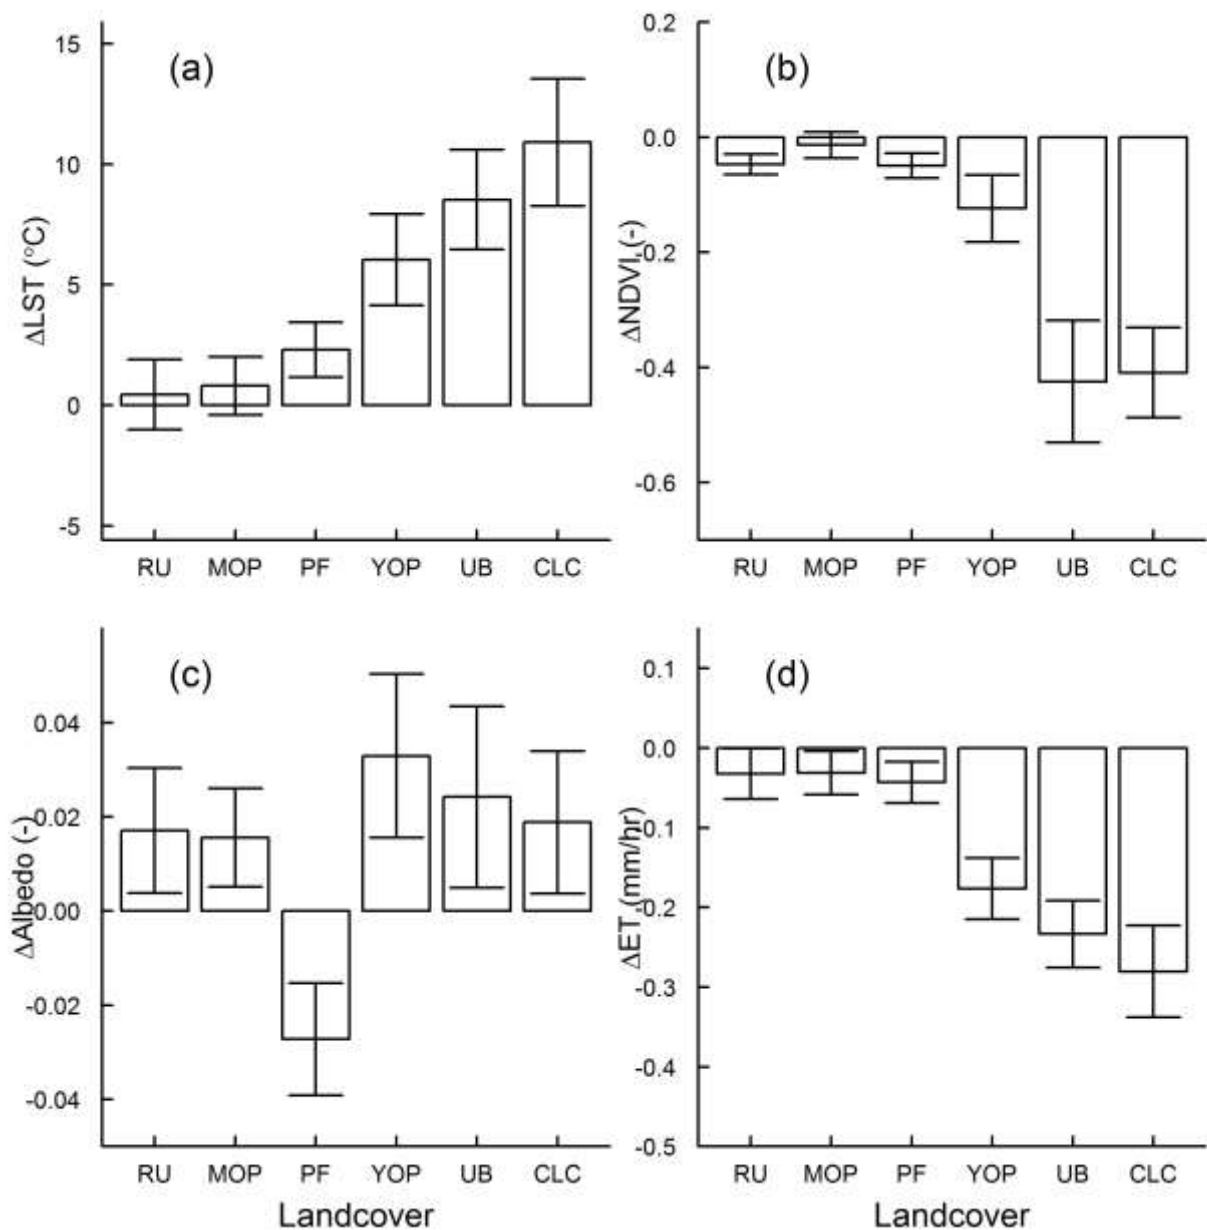 (a)
ΔLST (°C)
15
10
5
0
-5
RU MOP PF YOP UB CLC
(b)
ΔNDVI (-)
0.2
0.0
-0.2
-0.4
-0.6
RU MOP PF YOP UB CLC
(c)
ΔAlbedo (-)
0.04
0.02
0.00
-0.02
-0.04
RU MOP PF YOP UB CLC
Landcover
(d)
ΔET (mm/hr)
0.1
0.0
-0.1
-0.2
-0.3
-0.4
-0.5
RU MOP PF YOP UB CLC
Landcover